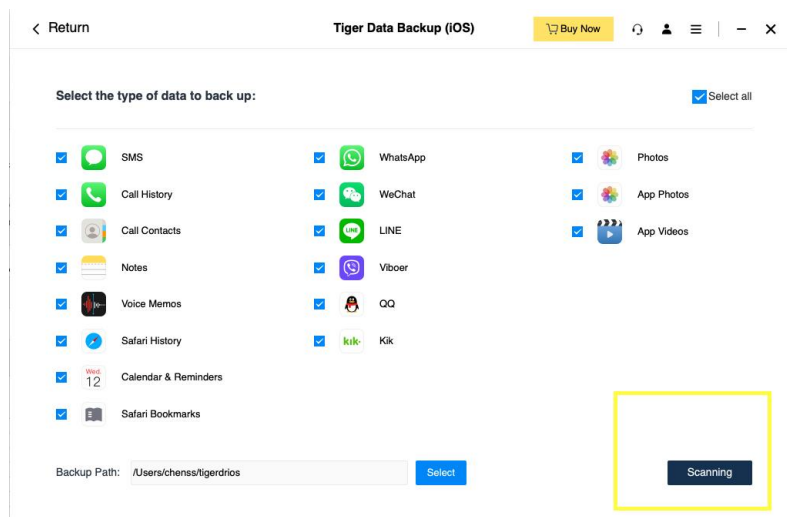 Return
Tiger Data Backup (iOS)
Buy Now
Select the type of data to back up:
Select all
SMS
WhatsApp
Photos
Call History
WeChat
App Photos
Call Contacts
LINE
LINE
App Videos
Notes
Viboer
Voice Memos
QQ
Safari History
kik·
Kik
Wed.
12
Calendar & Reminders
Safari Bookmarks
Backup Path:
/Users/chenss/tigerdrios
Select
Scanning